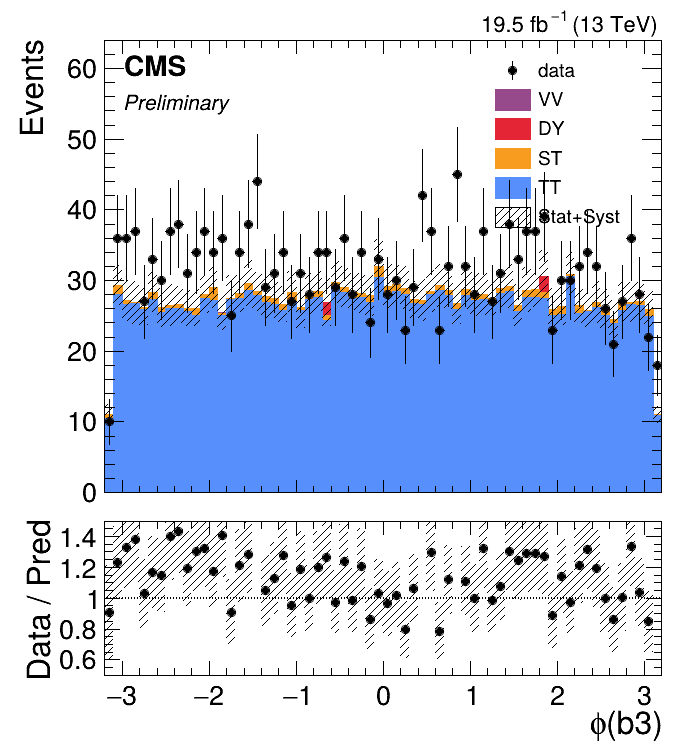 19.5 fb⁻¹ (13 TeV)
Events
CMS
Preliminary
data
VV
DY
ST
TT
Stat+Syst
60
50
40
30
20
10
0
Data / Pred
1.4
1.2
1
0.8
0.6
−3 −2 −1 0 1 2 3
ϕ(b3)